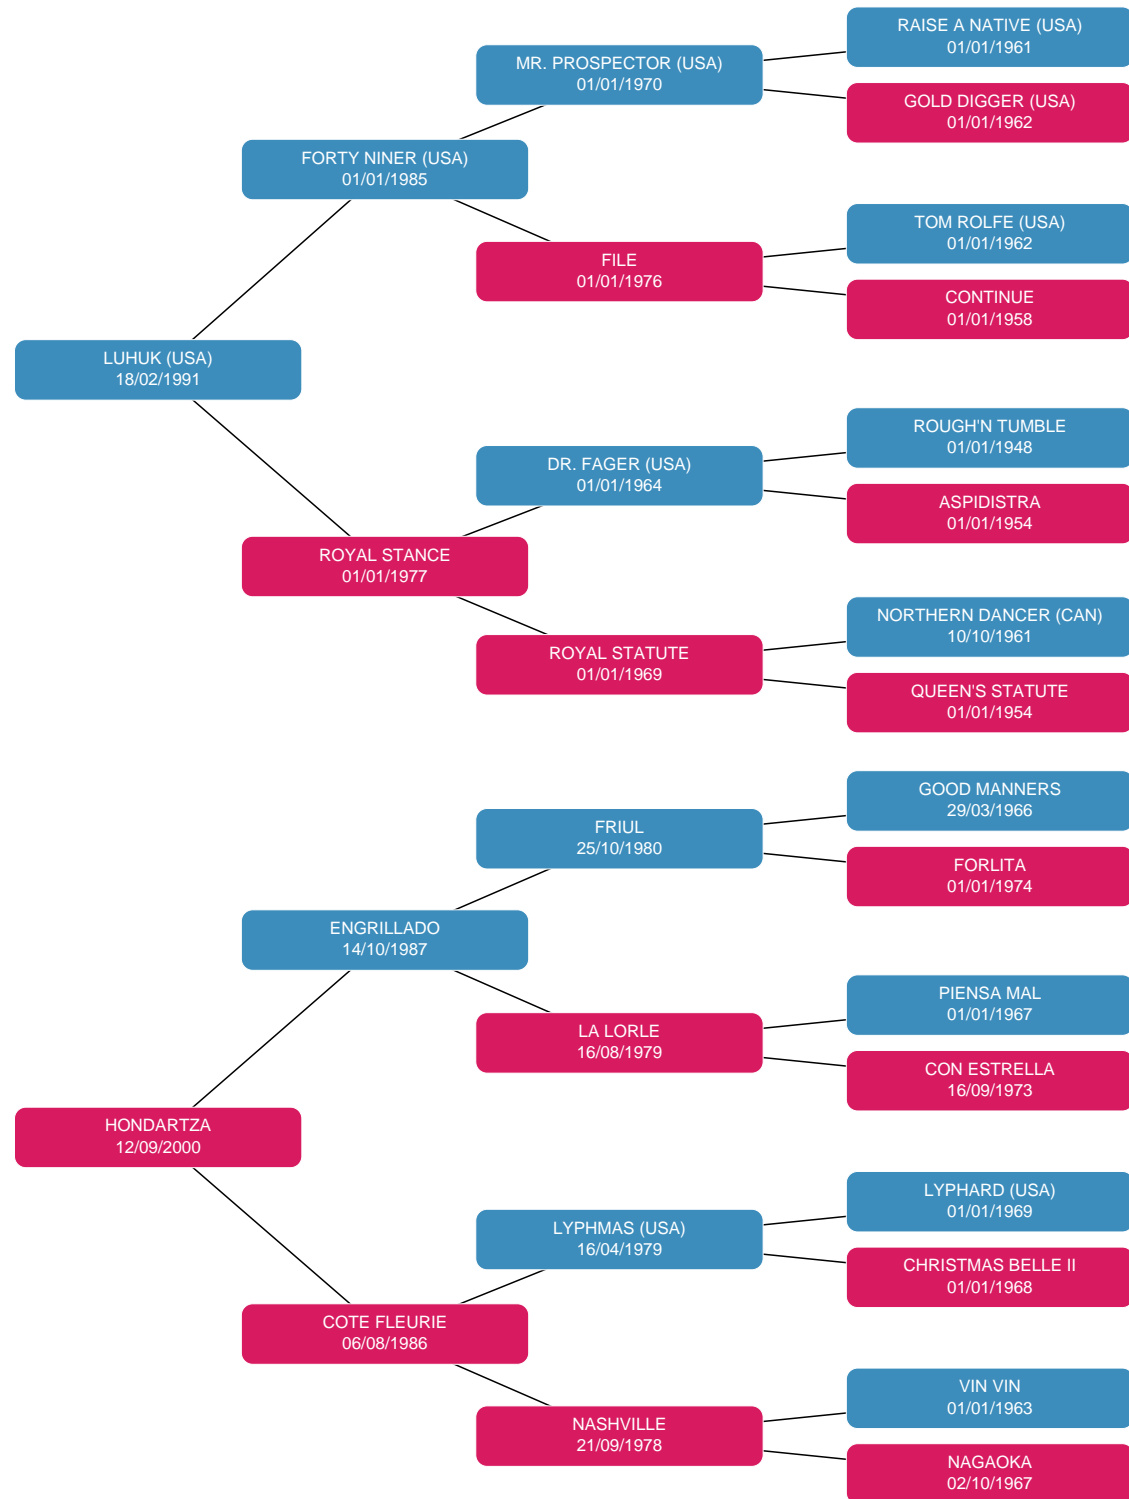 RAISE A NATIVE (USA)
01/01/1961
MR. PROSPECTOR (USA)
01/01/1970
GOLD DIGGER (USA)
01/01/1962
FORTY NINER (USA)
01/01/1985
TOM ROLFE (USA)
01/01/1962
FILE
01/01/1976
CONTINUE
01/01/1958
LUHUK (USA)
18/02/1991
ROUGH'N TUMBLE
01/01/1948
DR. FAGER (USA)
01/01/1964
ASPIDISTRA
01/01/1954
ROYAL STANCE
01/01/1977
NORTHERN DANCER (CAN)
10/10/1961
ROYAL STATUTE
01/01/1969
QUEEN'S STATUTE
01/01/1954
GOOD MANNERS
29/03/1966
FRIUL
25/10/1980
FORLITA
01/01/1974
ENGRILLADO
14/10/1987
PIENSA MAL
01/01/1967
LA LORLE
16/08/1979
CON ESTRELLA
16/09/1973
HONDARTZA
12/09/2000
LYPHARD (USA)
01/01/1969
LYPHMAS (USA)
16/04/1979
CHRISTMAS BELLE II
01/01/1968
COTE FLEURIE
06/08/1986
VIN VIN
01/01/1963
NASHVILLE
21/09/1978
NAGAOKA
02/10/1967